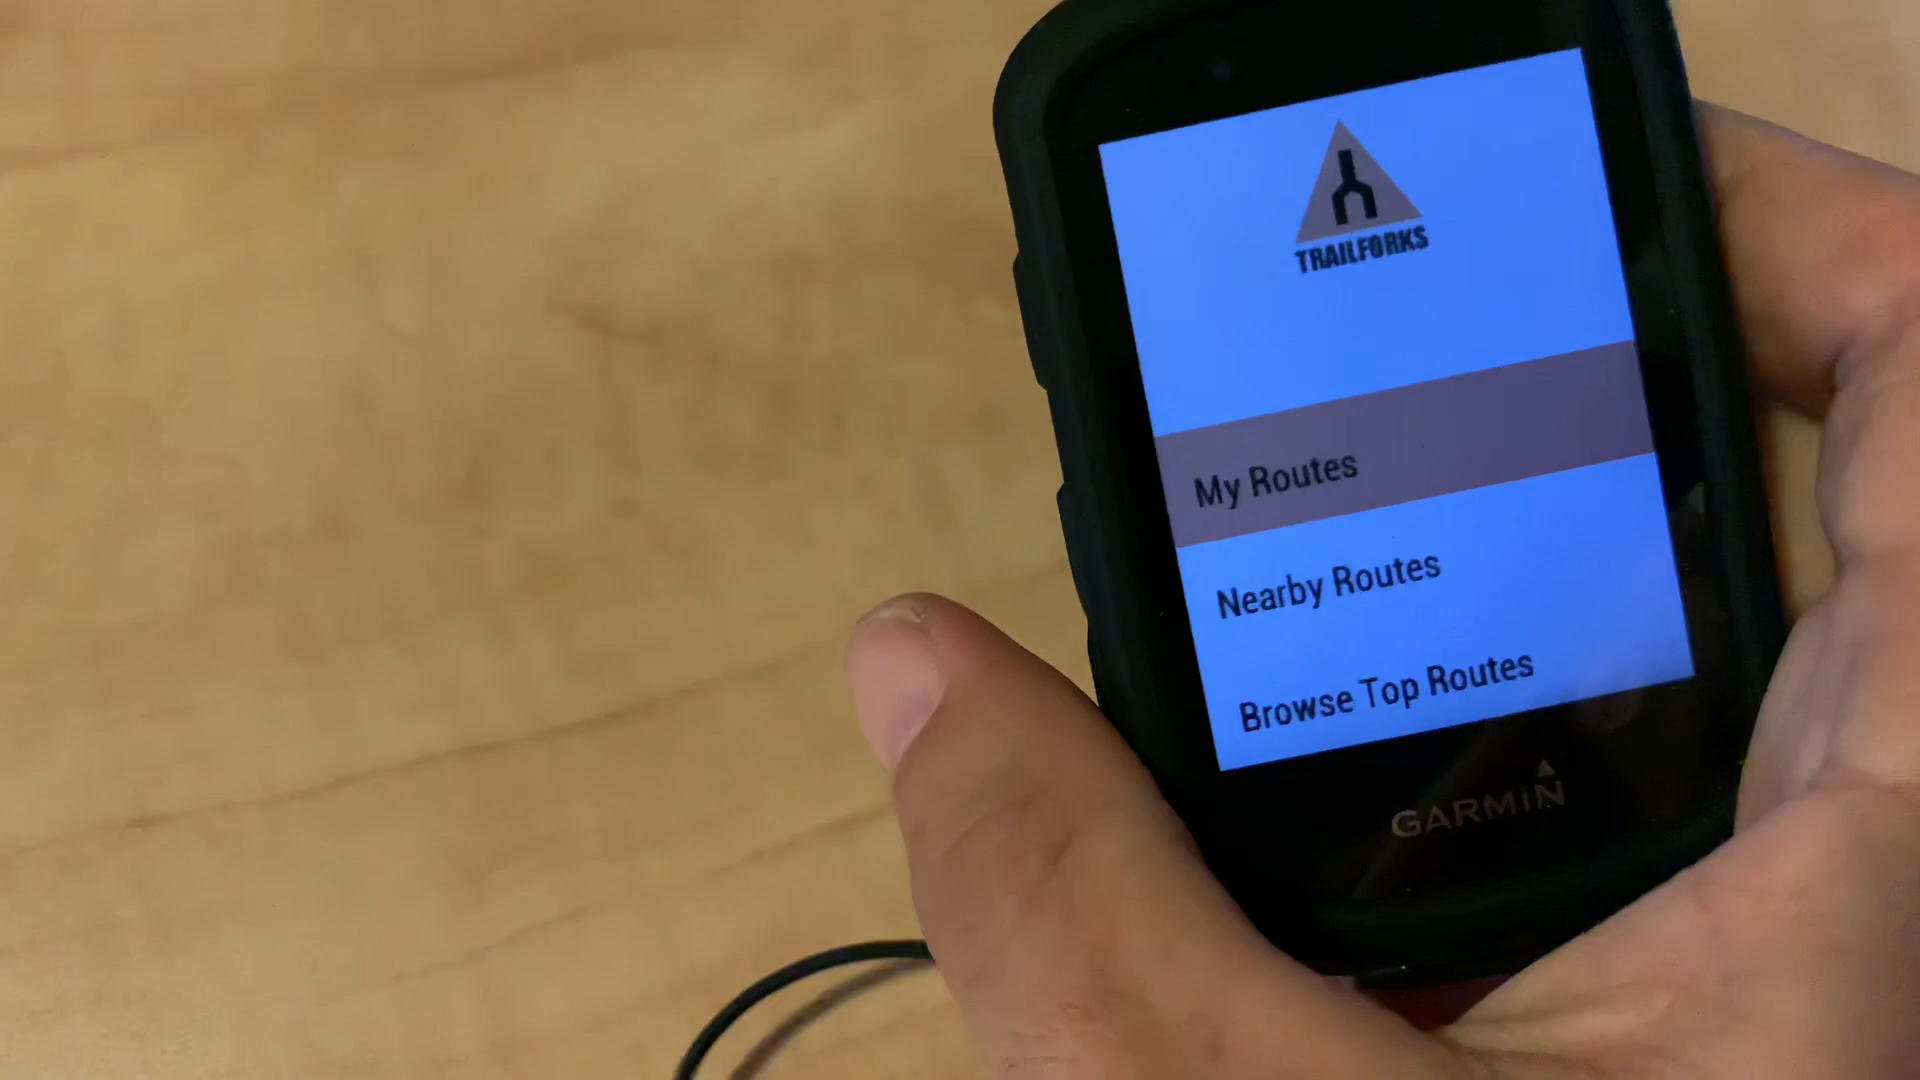 TRAILFORKS
My Routes
Nearby Routes
Browse Top Routes
GARMIN